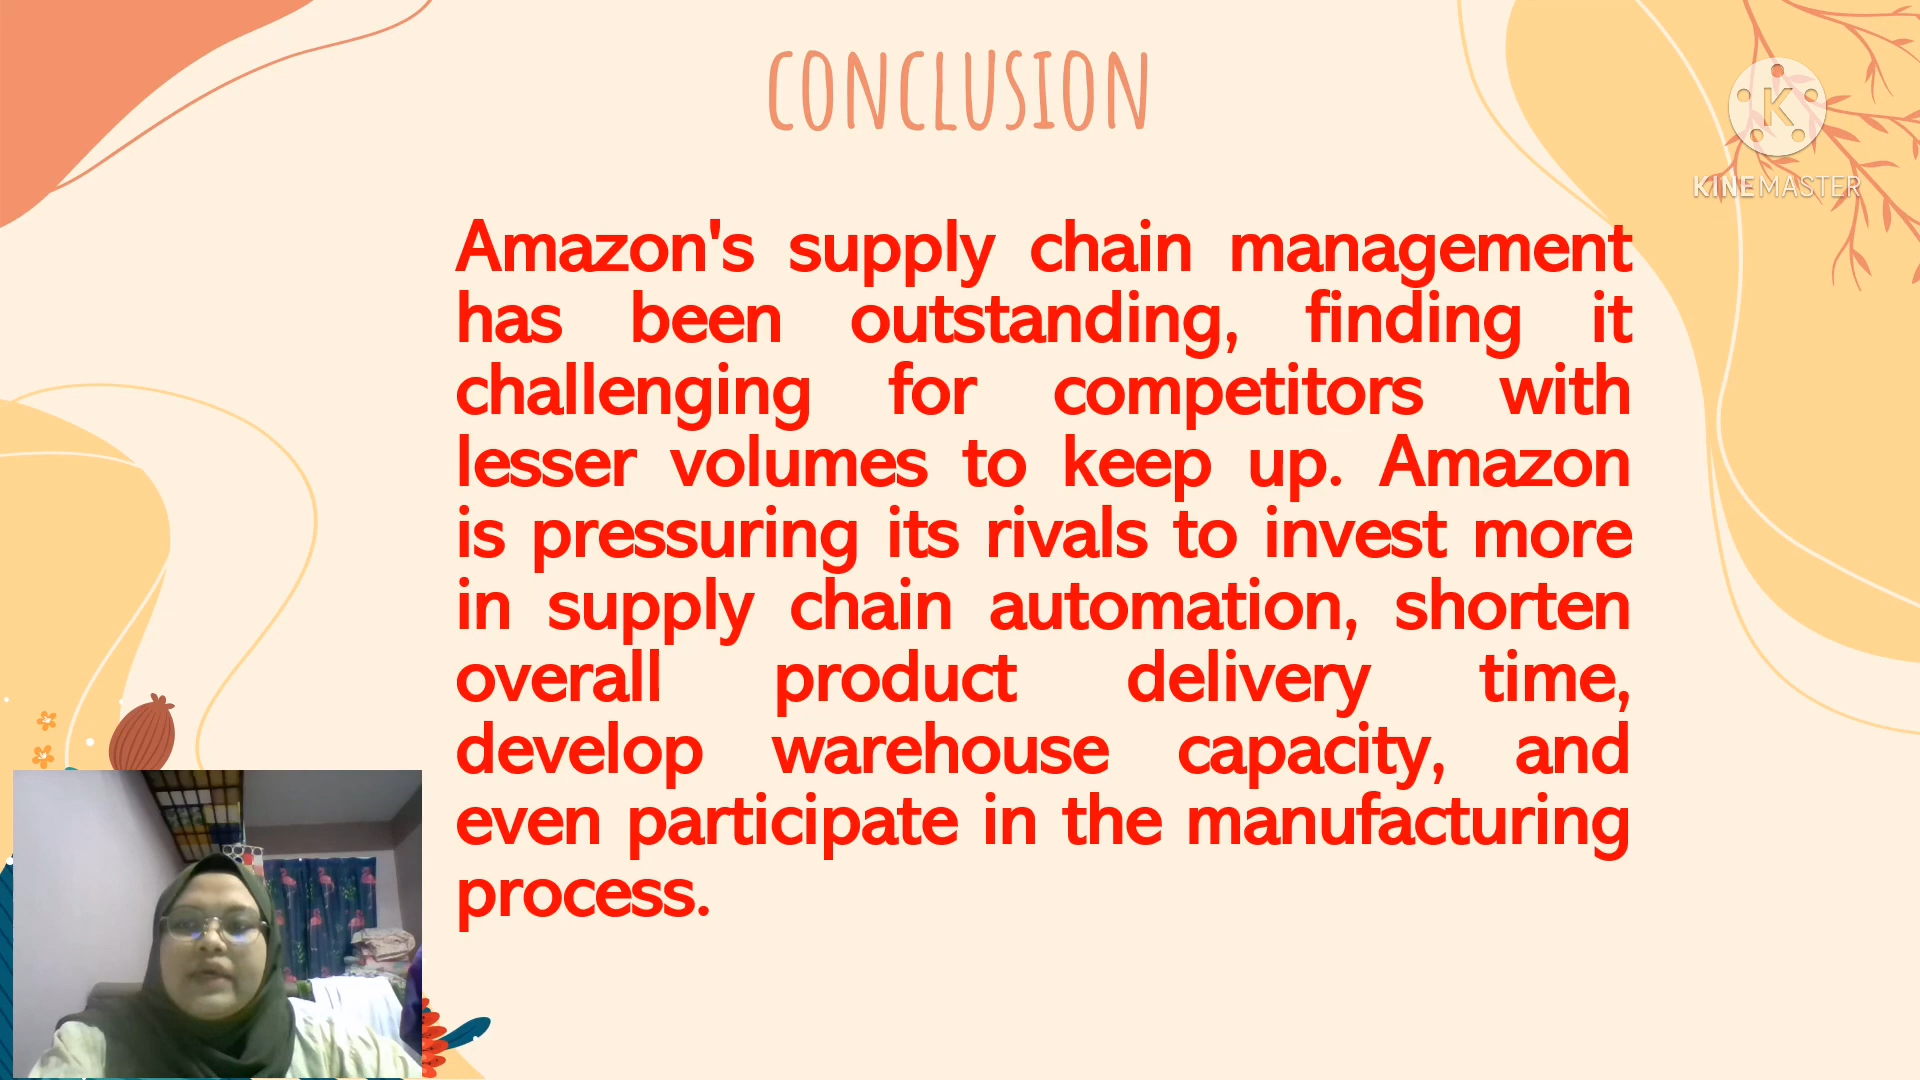 CONCLUSION
K
KINEMASTER
Amazon's supply chain management
has been outstanding, finding it
challenging for competitors with
lesser volumes to keep up. Amazon
is pressuring its rivals to invest more
in supply chain automation, shorten
overall product delivery time,
develop warehouse capacity, and
even participate in the manufacturing
process.